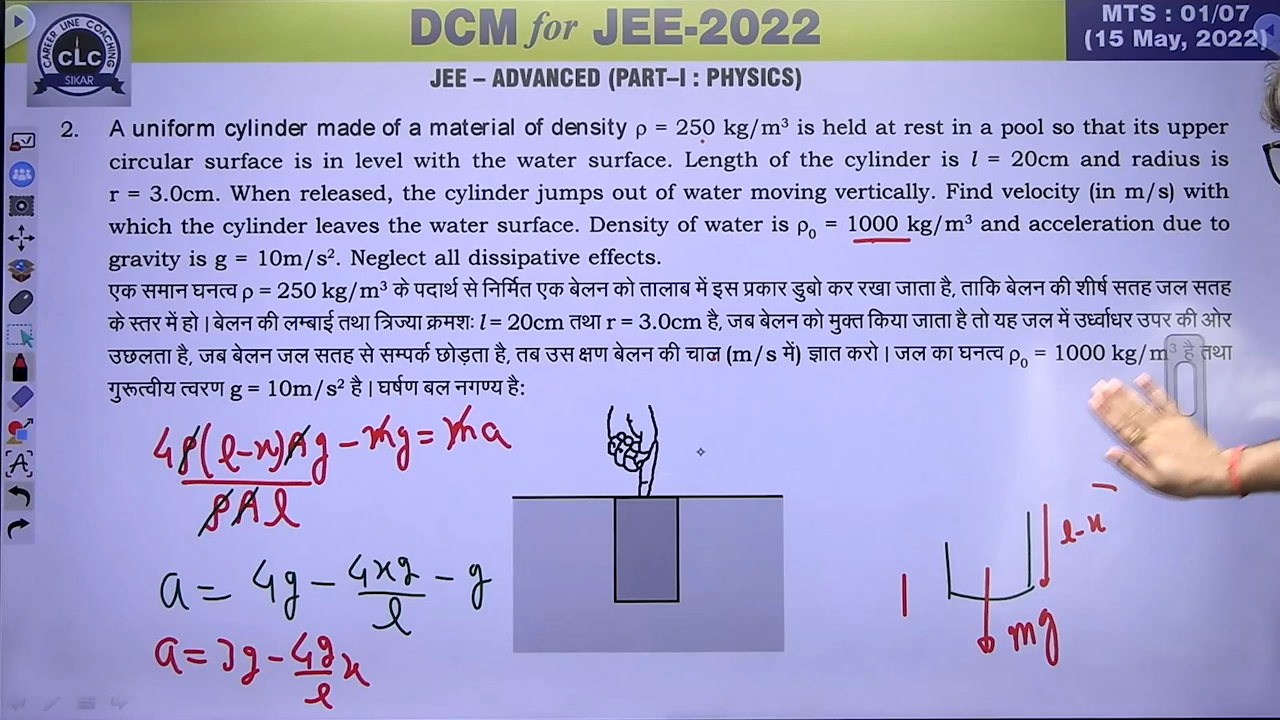 CAREER LINE COACHING
CLC
SIKAR
DCM for JEE-2022
MTS : 01/07
(15 May, 2022)
JEE – ADVANCED (PART–I : PHYSICS)
2. A uniform cylinder made of a material of density ρ = 250 kg/m³ is held at rest in a pool so that its upper
circular surface is in level with the water surface. Length of the cylinder is l = 20cm and radius is
r = 3.0cm. When released, the cylinder jumps out of water moving vertically. Find velocity (in m/s) with
which the cylinder leaves the water surface. Density of water is ρ₀ = 1000 kg/m³ and acceleration due to
gravity is g = 10m/s². Neglect all dissipative effects.
एक समान घनत्व ρ = 250 kg/m³ के पदार्थ से निर्मित एक बेलन को तालाब में इस प्रकार डुबो कर रखा जाता है, ताकि बेलन की शीर्ष सतह जल सतह
के स्तर में हो। बेलन की लम्बाई तथा त्रिज्या क्रमशः l = 20cm तथा r = 3.0cm है, जब बेलन को मुक्त किया जाता है तो यह जल में उर्ध्वाधर उपर की ओर
उछलता है, जब बेलन जल सतह से सम्पर्क छोड़ता है, तब उस क्षण बेलन की चाल (m/s में) ज्ञात करो। जल का घनत्व ρ₀ = 1000 kg/m³ है तथा
गुरूत्वीय त्वरण g = 10m/s² है। घर्षण बल नगण्य है:
4ρ(l-x)Ag - mg = ma
ρAl
a = 4g - 4xg/l - g
a = 3g - 4g/l x
l-x
mg